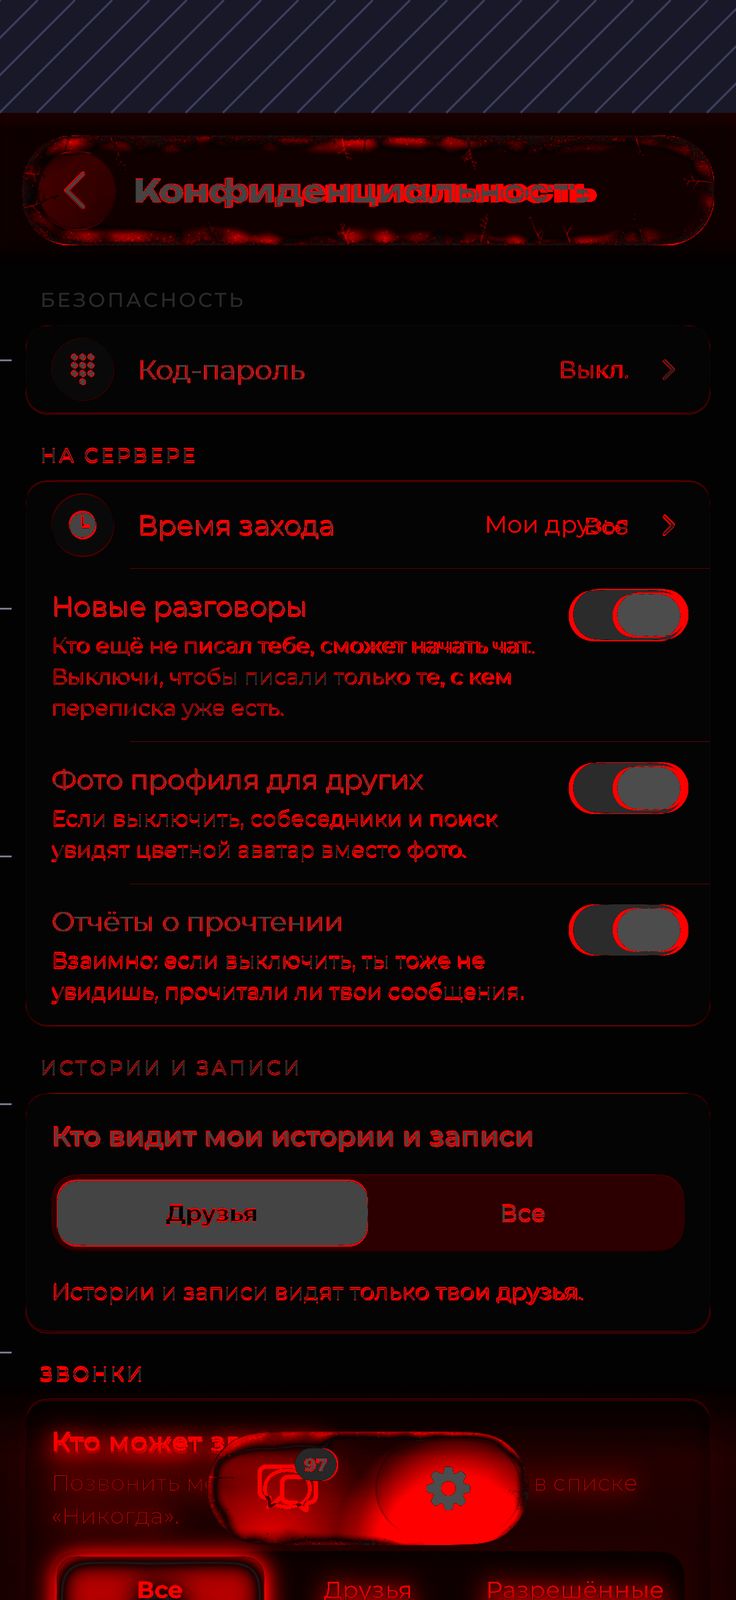 Конфиденциальность
БЕЗОПАСНОСТЬ
Код-пароль Выкл.
НА СЕРВЕРЕ
Время захода Мои
Новые разговоры
Кто ещё не писал тебе, сможет начать чат.
Выключи, чтобы писали только те, с кем
переписка уже есть.
Фото профиля для других
Если выключить, собеседники и поиск
увидят цветной аватар вместо фото.
Отчёты о прочтении
Взаимно: если выключить, ты тоже не
увидишь, прочитали ли твои сообщения.
ИСТОРИИ И ЗАПИСИ
Кто видит мои истории и записи
Друзья Все
Истории и записи видят только твои друзья.
ЗВОНКИ
Кто может
97
Позвонить в списке
«Никогда».
Все Друзья Разрешённые